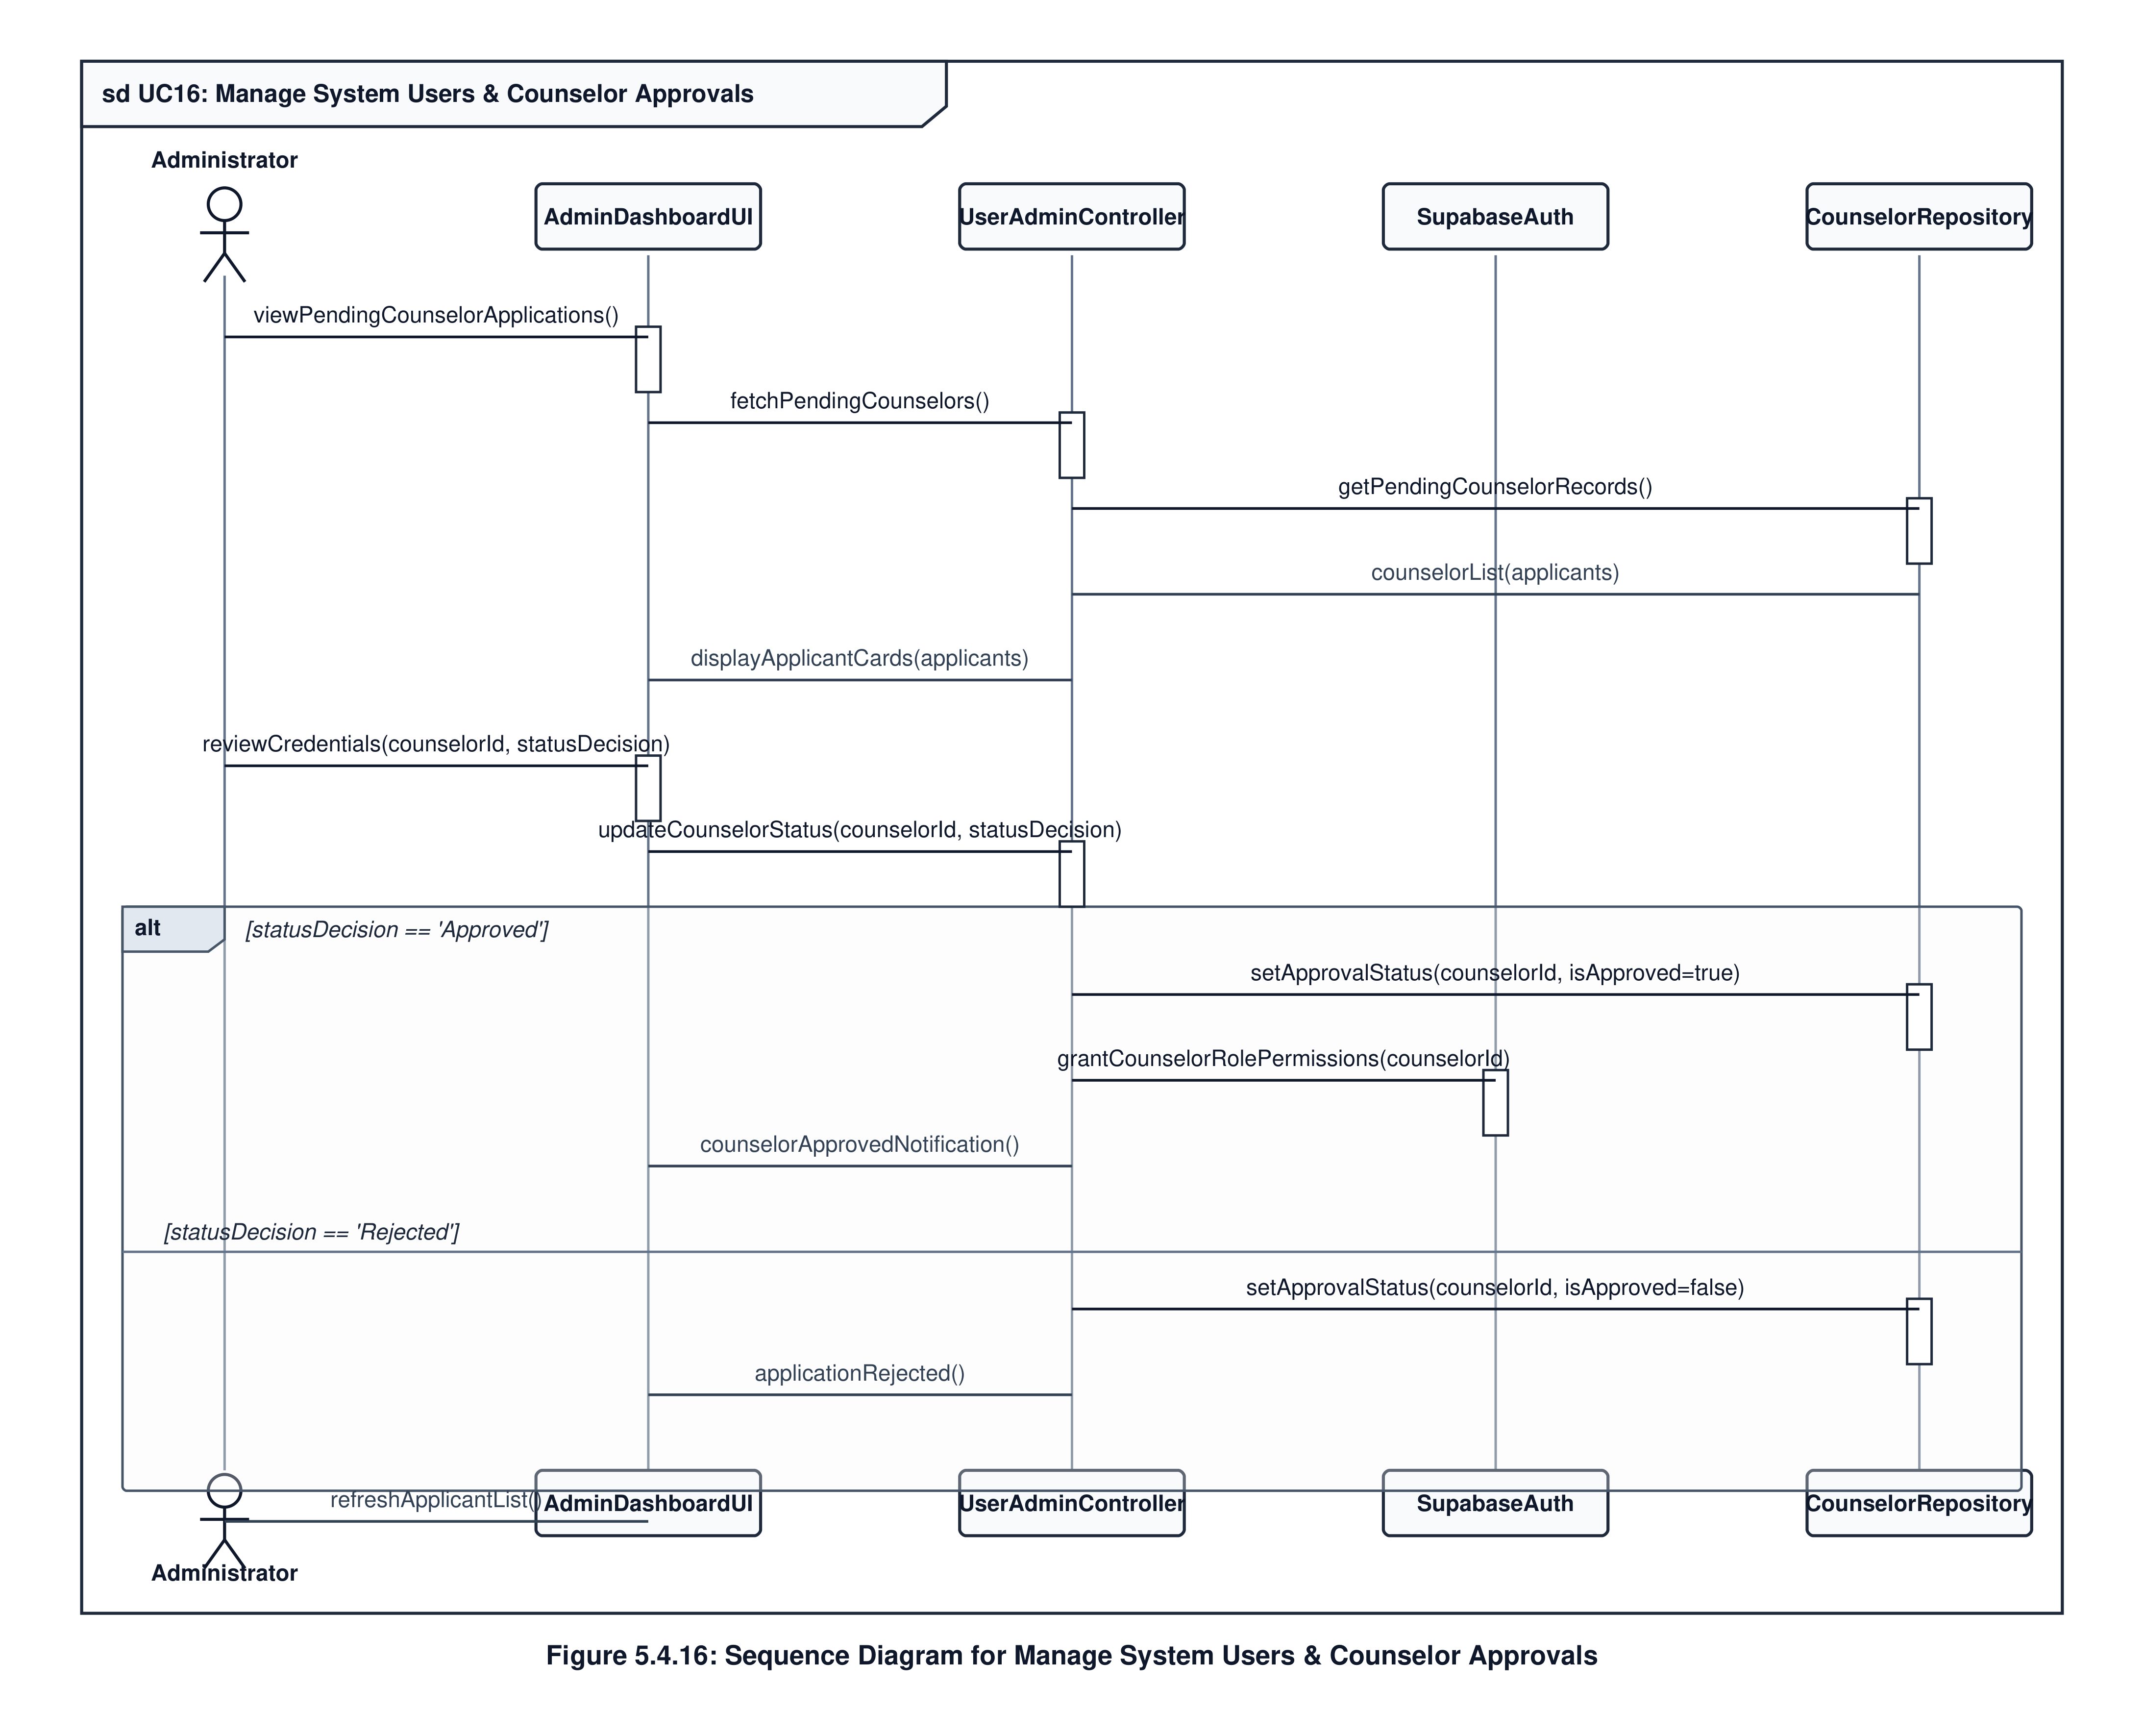 sd UC16: Manage System Users & Counselor Approvals
Administrator
AdminDashboardUI
UserAdminController
SupabaseAuth
CounselorRepository
viewPendingCounselorApplications()
fetchPendingCounselors()
getPendingCounselorRecords()
counselorList(applicants)
displayApplicantCards(applicants)
reviewCredentials(counselorId, statusDecision)
updateCounselorStatus(counselorId, statusDecision)
alt
[statusDecision == 'Approved']
setApprovalStatus(counselorId, isApproved=true)
grantCounselorRolePermissions(counselorId)
counselorApprovedNotification()
[statusDecision == 'Rejected']
setApprovalStatus(counselorId, isApproved=false)
applicationRejected()
refreshApplicantList()
AdminDashboardUI
UserAdminController
SupabaseAuth
CounselorRepository
Administrator
Figure 5.4.16: Sequence Diagram for Manage System Users & Counselor Approvals